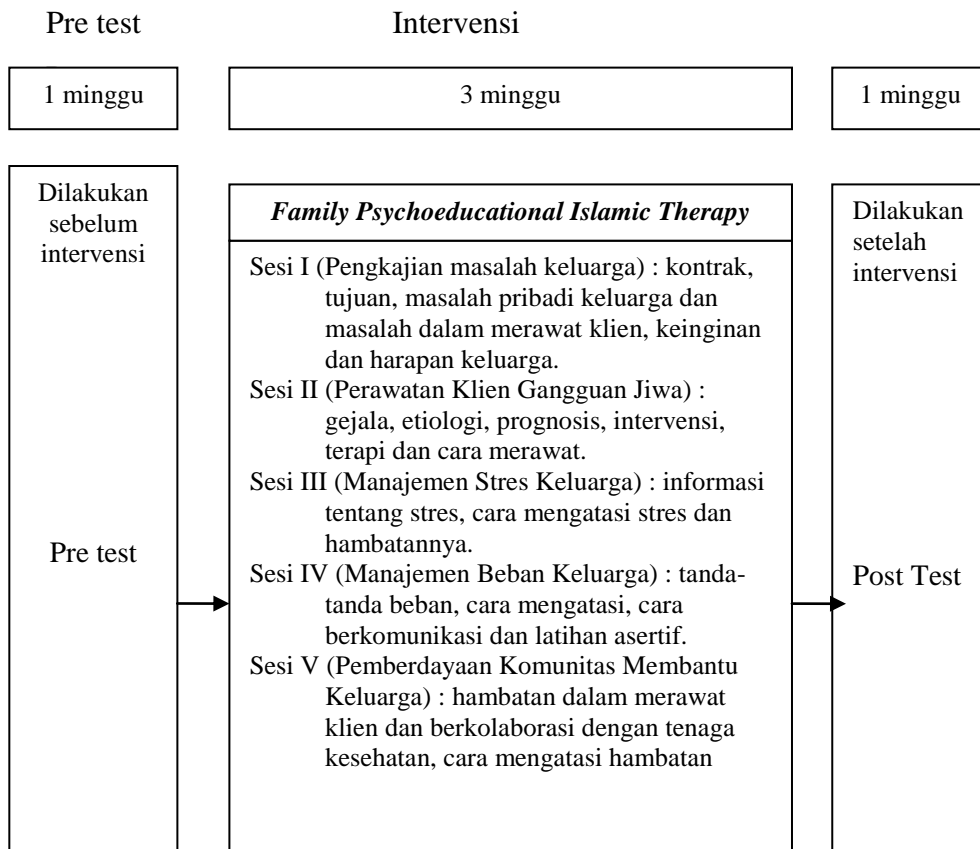 Pre test
Intervensi
1 minggu
3 minggu
1 minggu
Dilakukan
sebelum
intervensi
Pre test
Family Psychoeducational Islamic Therapy
Sesi I (Pengkajian masalah keluarga) : kontrak,
tujuan, masalah pribadi keluarga dan
masalah dalam merawat klien, keinginan
dan harapan keluarga.
Sesi II (Perawatan Klien Gangguan Jiwa) :
gejala, etiologi, prognosis, intervensi,
terapi dan cara merawat.
Sesi III (Manajemen Stres Keluarga) : informasi
tentang stres, cara mengatasi stres dan
hambatannya.
Sesi IV (Manajemen Beban Keluarga) : tanda-
tanda beban, cara mengatasi, cara
berkomunikasi dan latihan asertif.
Sesi V (Pemberdayaan Komunitas Membantu
Keluarga) : hambatan dalam merawat
klien dan berkolaborasi dengan tenaga
kesehatan, cara mengatasi hambatan
Dilakukan
setelah
intervensi
Post Test